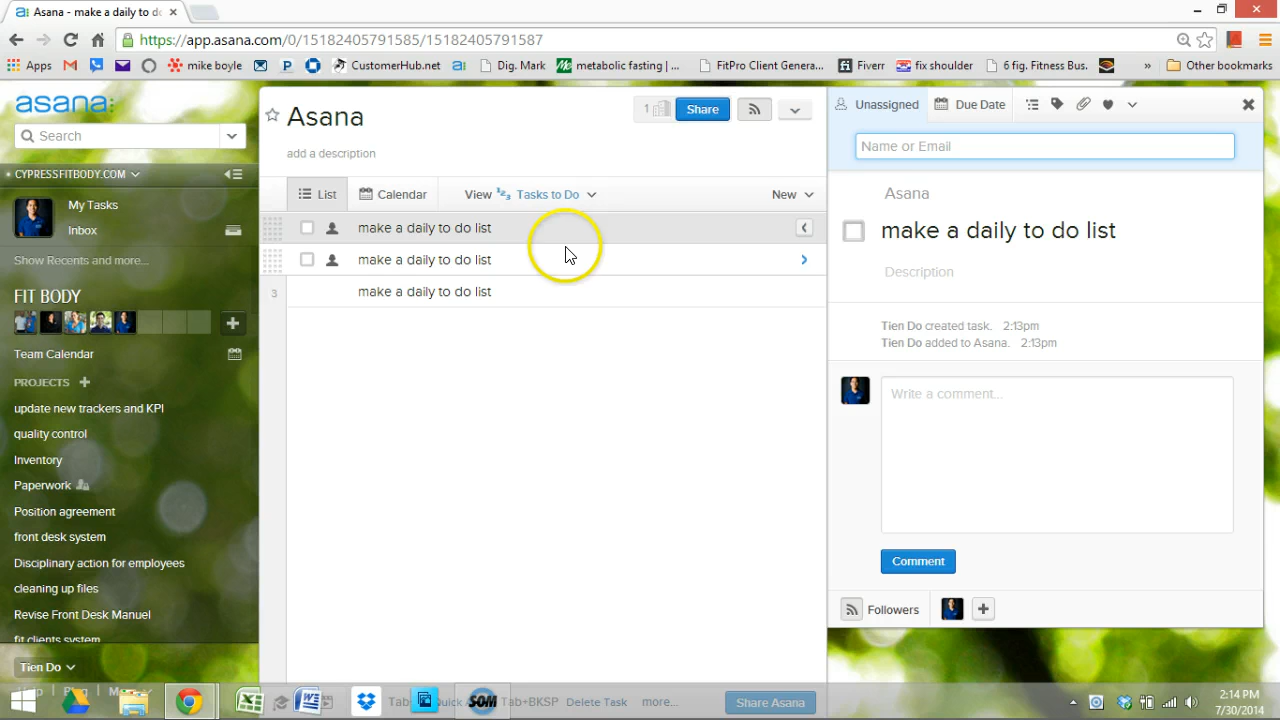 Asana - make a daily to do
https://app.asana.com/0/15182405791585/15182405791587
Apps
mike boyle
CustomerHub.net
Dig. Mark
metabolic fasting | ...
FitPro Client Genera...
Fiverr
fix shoulder
6 fig. Fitness Bus.
»
Other bookmarks
asana:
Search
CYPRESSFITBODY.COM
My Tasks
Inbox
Show Recents and more...
FIT BODY
Team Calendar
PROJECTS +
update new trackers and KPI
quality control
Inventory
Paperwork
Position agreement
front desk system
Disciplinary action for employees
cleaning up files
Revise Front Desk Manuel
fit clients system
Tien Do
Asana
1
Share
add a description
List
Calendar
View
Tasks to Do
New
make a daily to do list
make a daily to do list
3
make a daily to do list
Tab+BKSP Delete Task more...
Share Asana
Unassigned
Due Date
Name or Email
Asana
make a daily to do list
Description
Tien Do created task. 2:13pm
Tien Do added to Asana. 2:13pm
Write a comment...
Comment
Followers
SOM
2:14 PM
7/30/2014